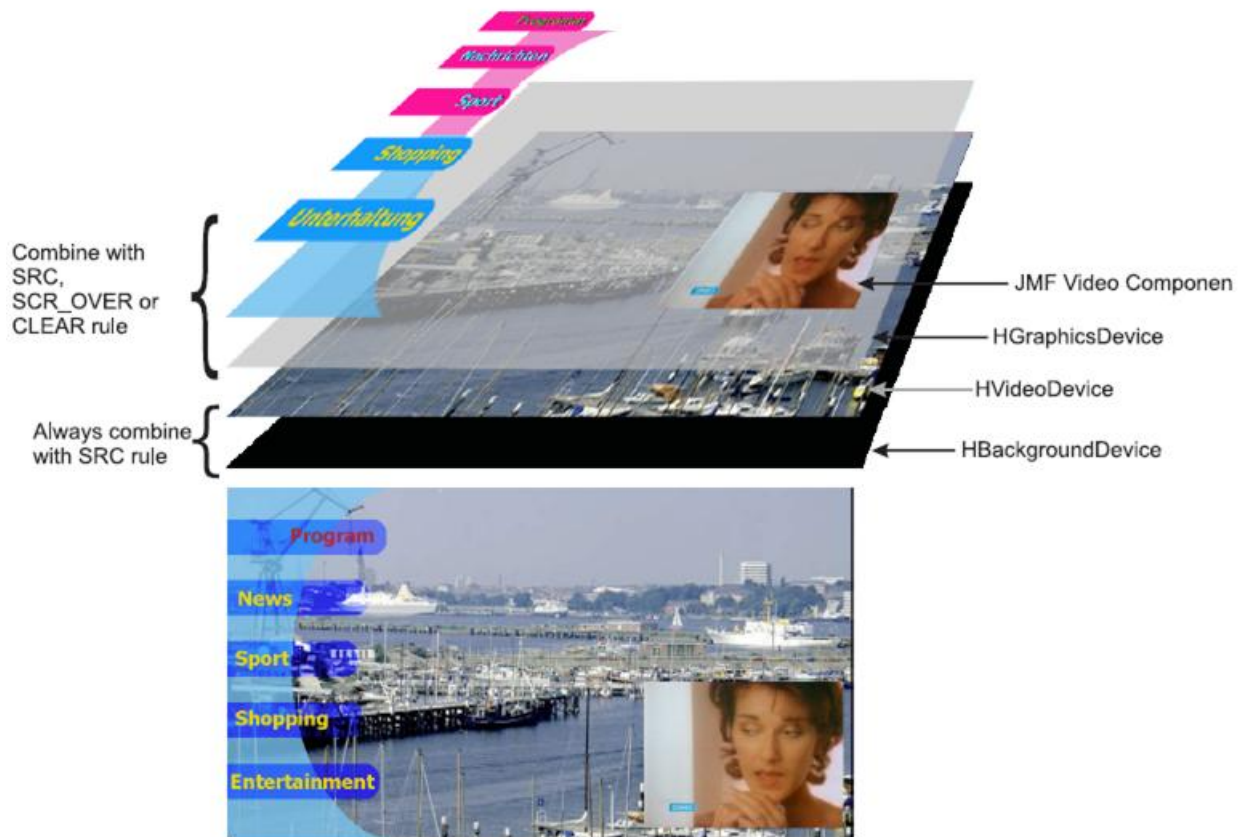 Programm
Nachrichten
Sport
Shopping
Unterhaltung
Combine with
SRC,
SCR_OVER or
CLEAR rule
JMF Video Componen
HGraphicsDevice
HVideoDevice
Always combine
with SRC rule
HBackgroundDevice
Program
News
Sport
Shopping
Entertainment